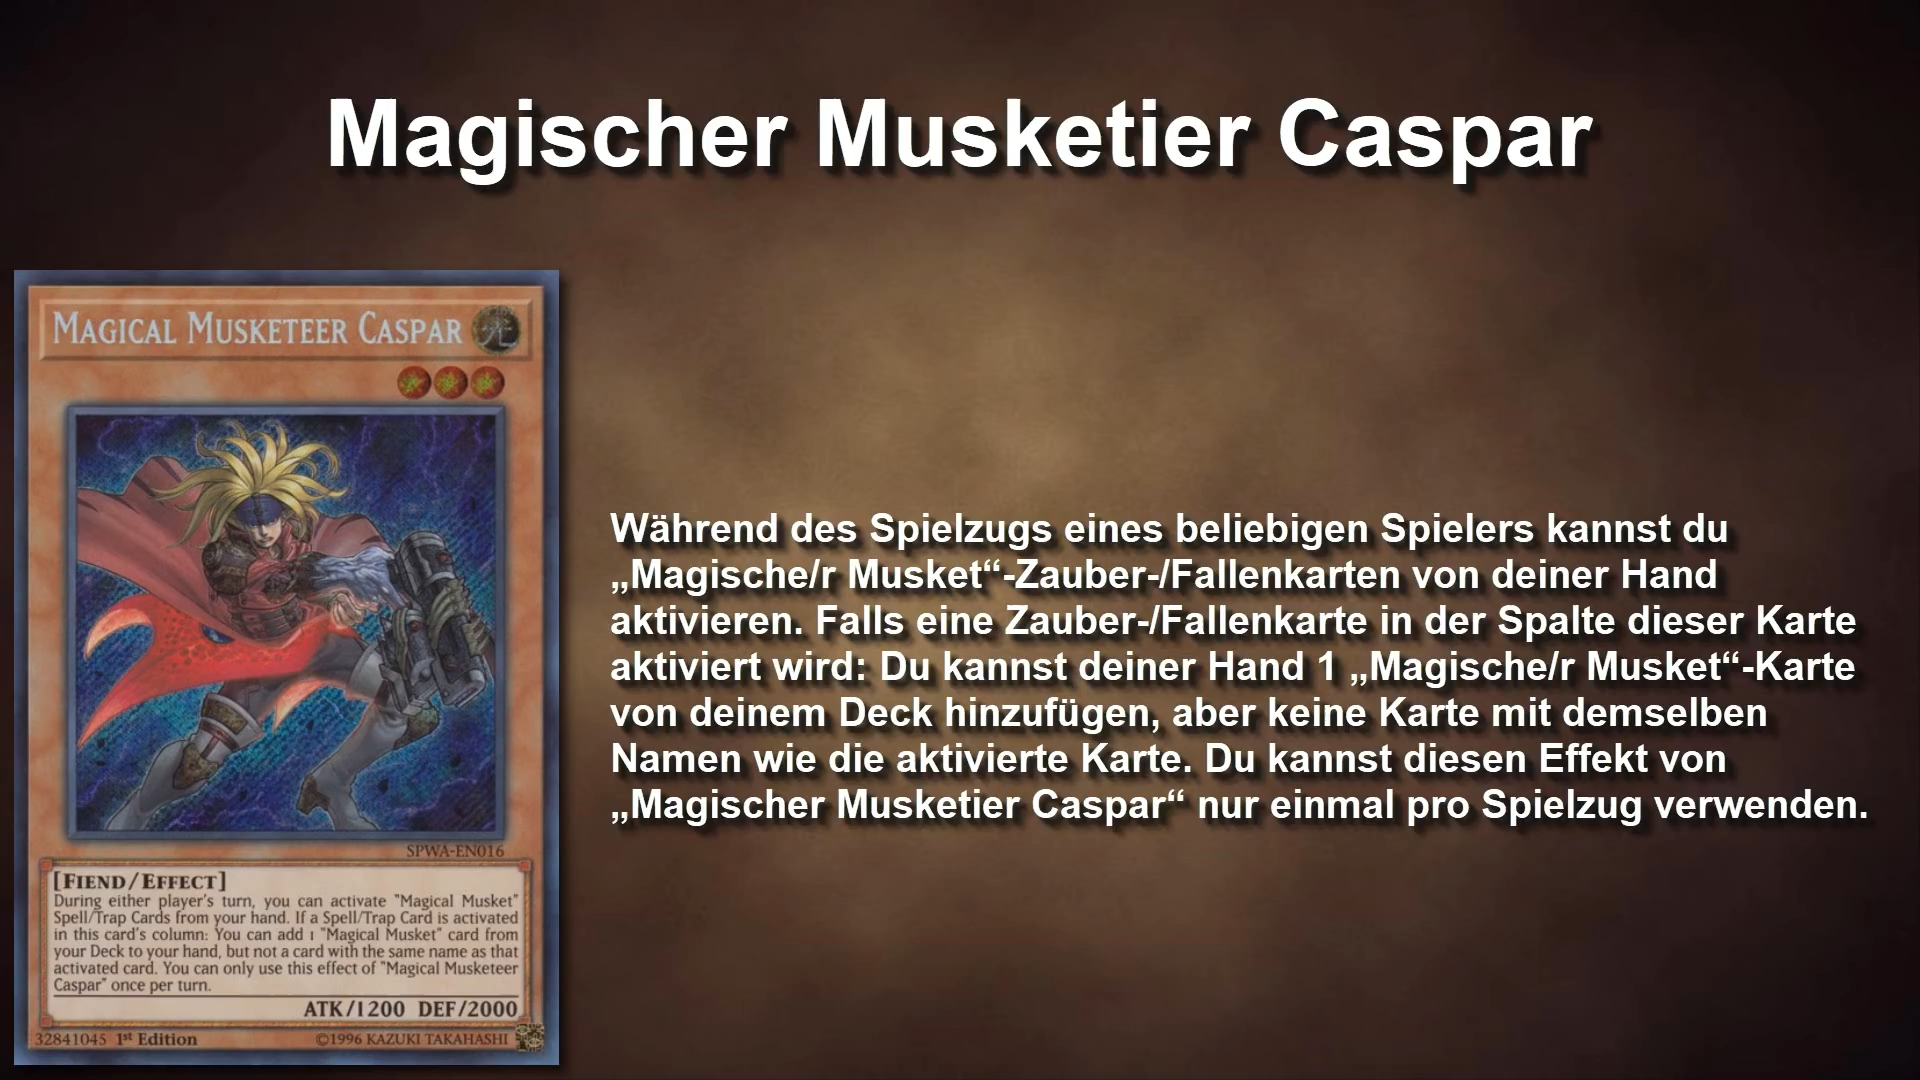 Magischer Musketier Caspar
MAGICAL MUSKETEER CASPAR
光
SPWA-EN016
[FIEND/EFFECT]
During either player's turn, you can activate "Magical Musket"
Spell/Trap Cards from your hand. If a Spell/Trap Card is activated
in this card's column: You can add 1 "Magical Musket" card from
your Deck to your hand, but not a card with the same name as that
activated card. You can only use this effect of "Magical Musketeer
Caspar" once per turn.
ATK/1200 DEF/2000
32841045 1st Edition ©1996 KAZUKI TAKAHASHI
Während des Spielzugs eines beliebigen Spielers kannst du
„Magische/r Musket“-Zauber-/Fallenkarten von deiner Hand
aktivieren. Falls eine Zauber-/Fallenkarte in der Spalte dieser Karte
aktiviert wird: Du kannst deiner Hand 1 „Magische/r Musket“-Karte
von deinem Deck hinzufügen, aber keine Karte mit demselben
Namen wie die aktivierte Karte. Du kannst diesen Effekt von
„Magischer Musketier Caspar“ nur einmal pro Spielzug verwenden.